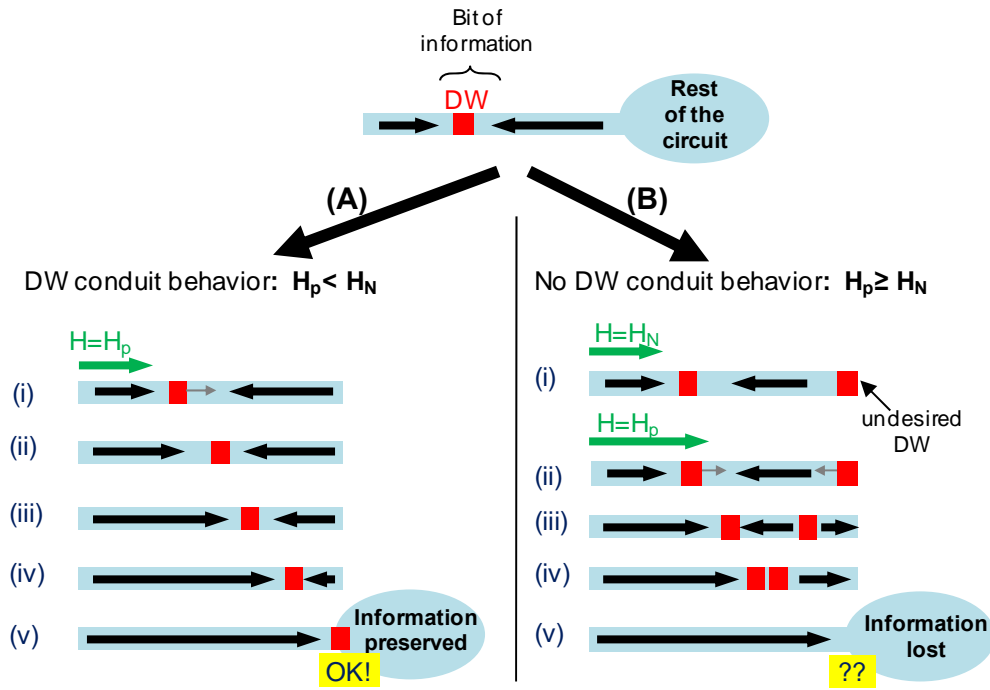 Bit of
information
DW
Rest
of the
circuit
(A)
(B)
DW conduit behavior: Hp< HN
No DW conduit behavior: Hp≥ HN
H=Hp
(i)
(ii)
(iii)
(iv)
(v)
Information
preserved
OK!
H=HN
(i)
undesired
DW
H=Hp
(ii)
(iii)
(iv)
(v)
Information
lost
??